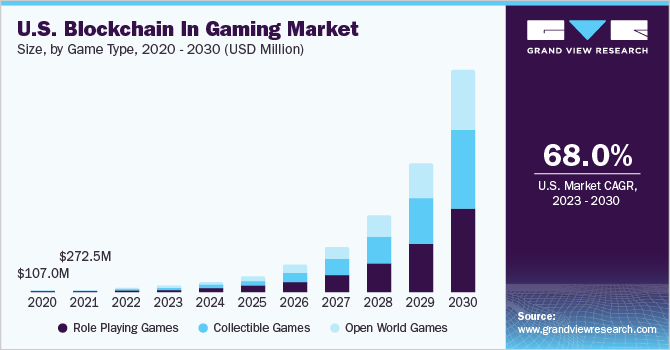 U.S. Blockchain In Gaming Market
Size, by Game Type, 2020 - 2030 (USD Million)
$107.0M
$272.5M
2020 2021 2022 2023 2024 2025 2026 2027 2028 2029 2030
Role Playing Games Collectible Games Open World Games
GRAND VIEW RESEARCH
68.0%
U.S. Market CAGR,
2023 - 2030
Source:
www.grandviewresearch.com